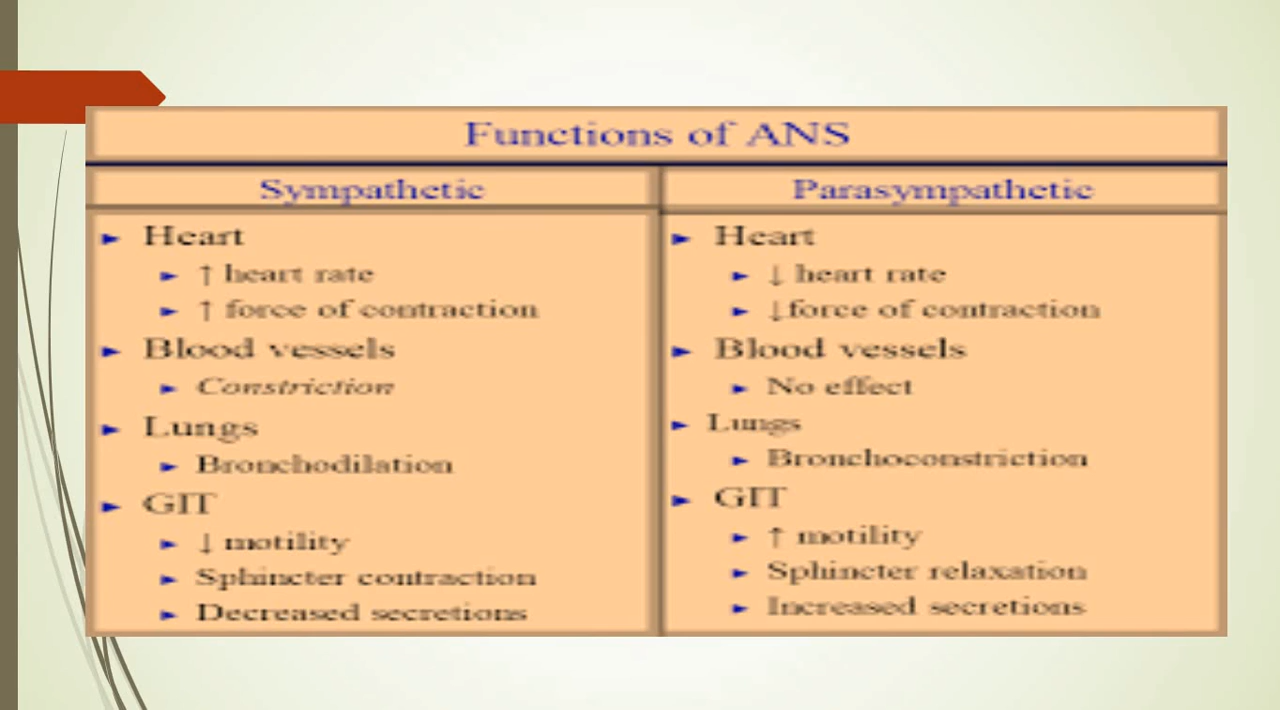 Functions of ANS
Sympathetic
► Heart
► ↑ heart rate
► ↑ force of contraction
► Blood vessels
► Constriction
► Lungs
► Bronchodilation
► GIT
► ↓ motility
► Sphincter contraction
► Decreased secretions
Parasympathetic
► Heart
► ↓ heart rate
► ↓force of contraction
► Blood vessels
► No effect
► Lungs
► Bronchoconstriction
► GIT
► ↑ motility
► Sphincter relaxation
► Increased secretions